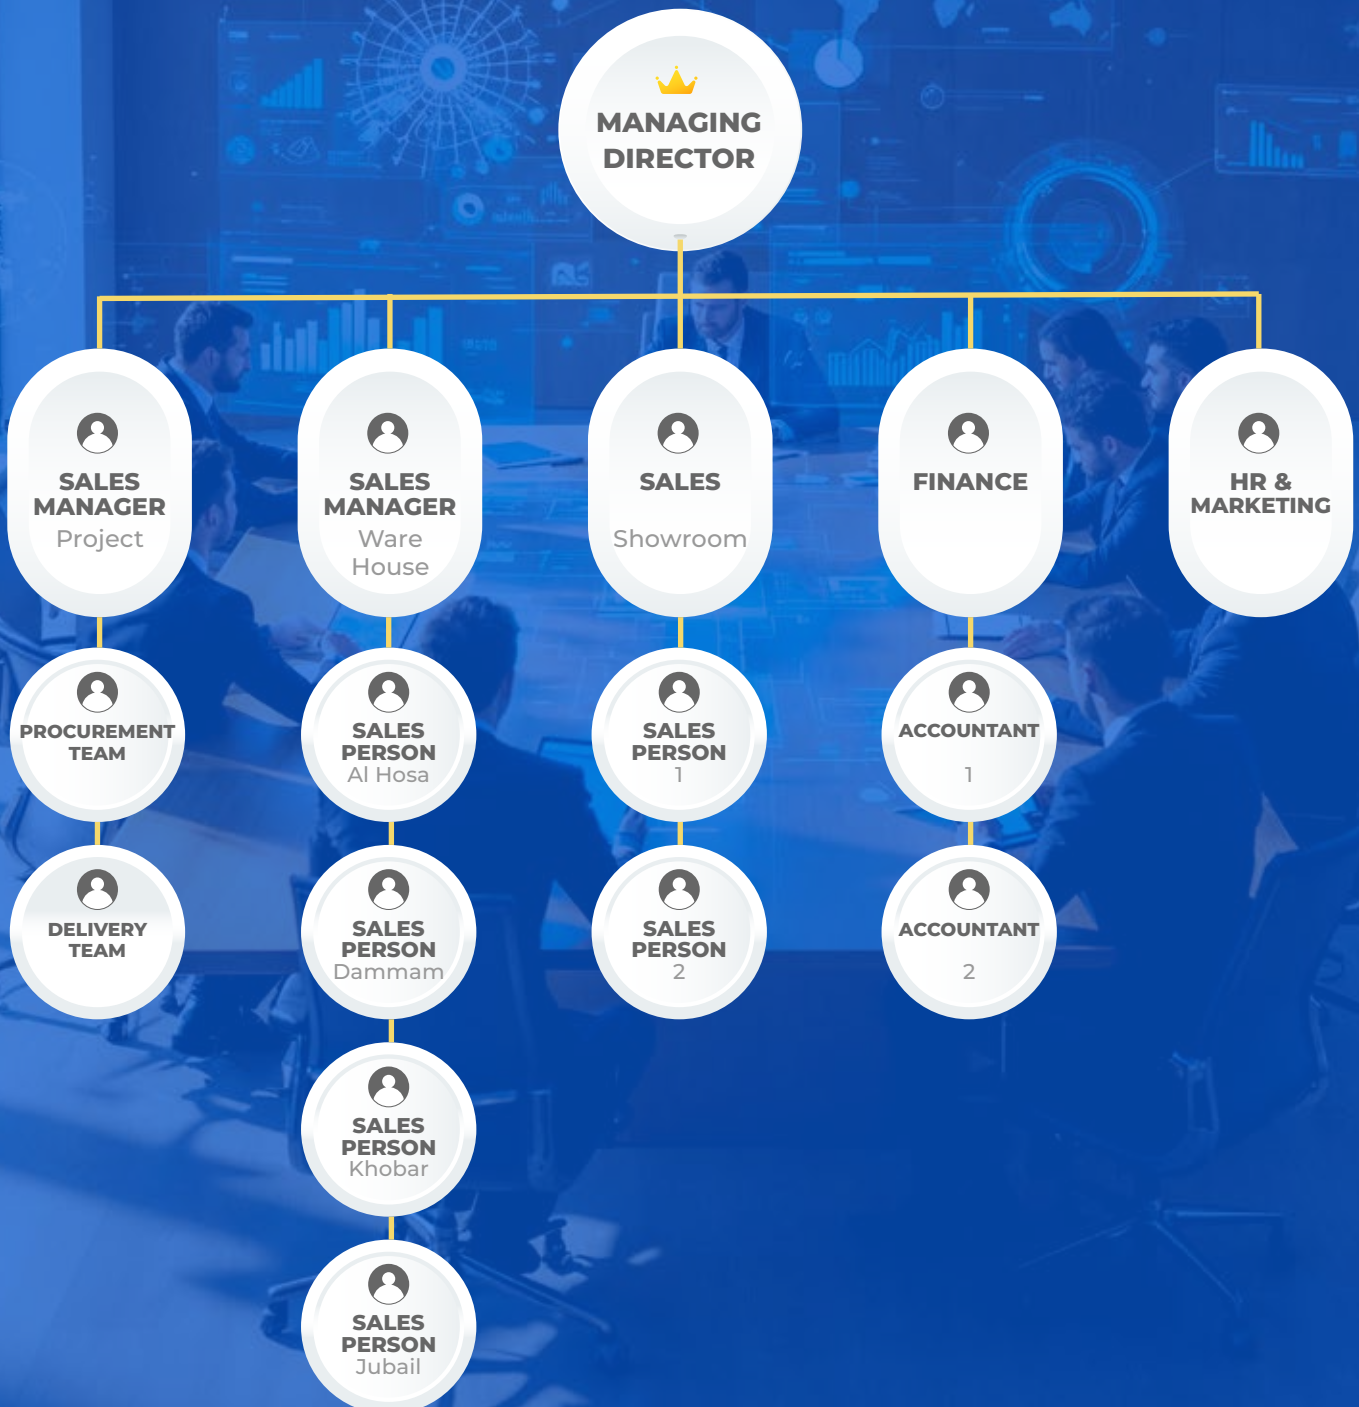 MANAGING
DIRECTOR
SALES
MANAGER
Project
SALES
MANAGER
Ware
House
SALES
Showroom
FINANCE
HR &
MARKETING
PROCUREMENT
TEAM
SALES
PERSON
Al Hosa
SALES
PERSON
1
ACCOUNTANT
1
DELIVERY
TEAM
SALES
PERSON
Dammam
SALES
PERSON
2
ACCOUNTANT
2
SALES
PERSON
Khobar
SALES
PERSON
Jubail